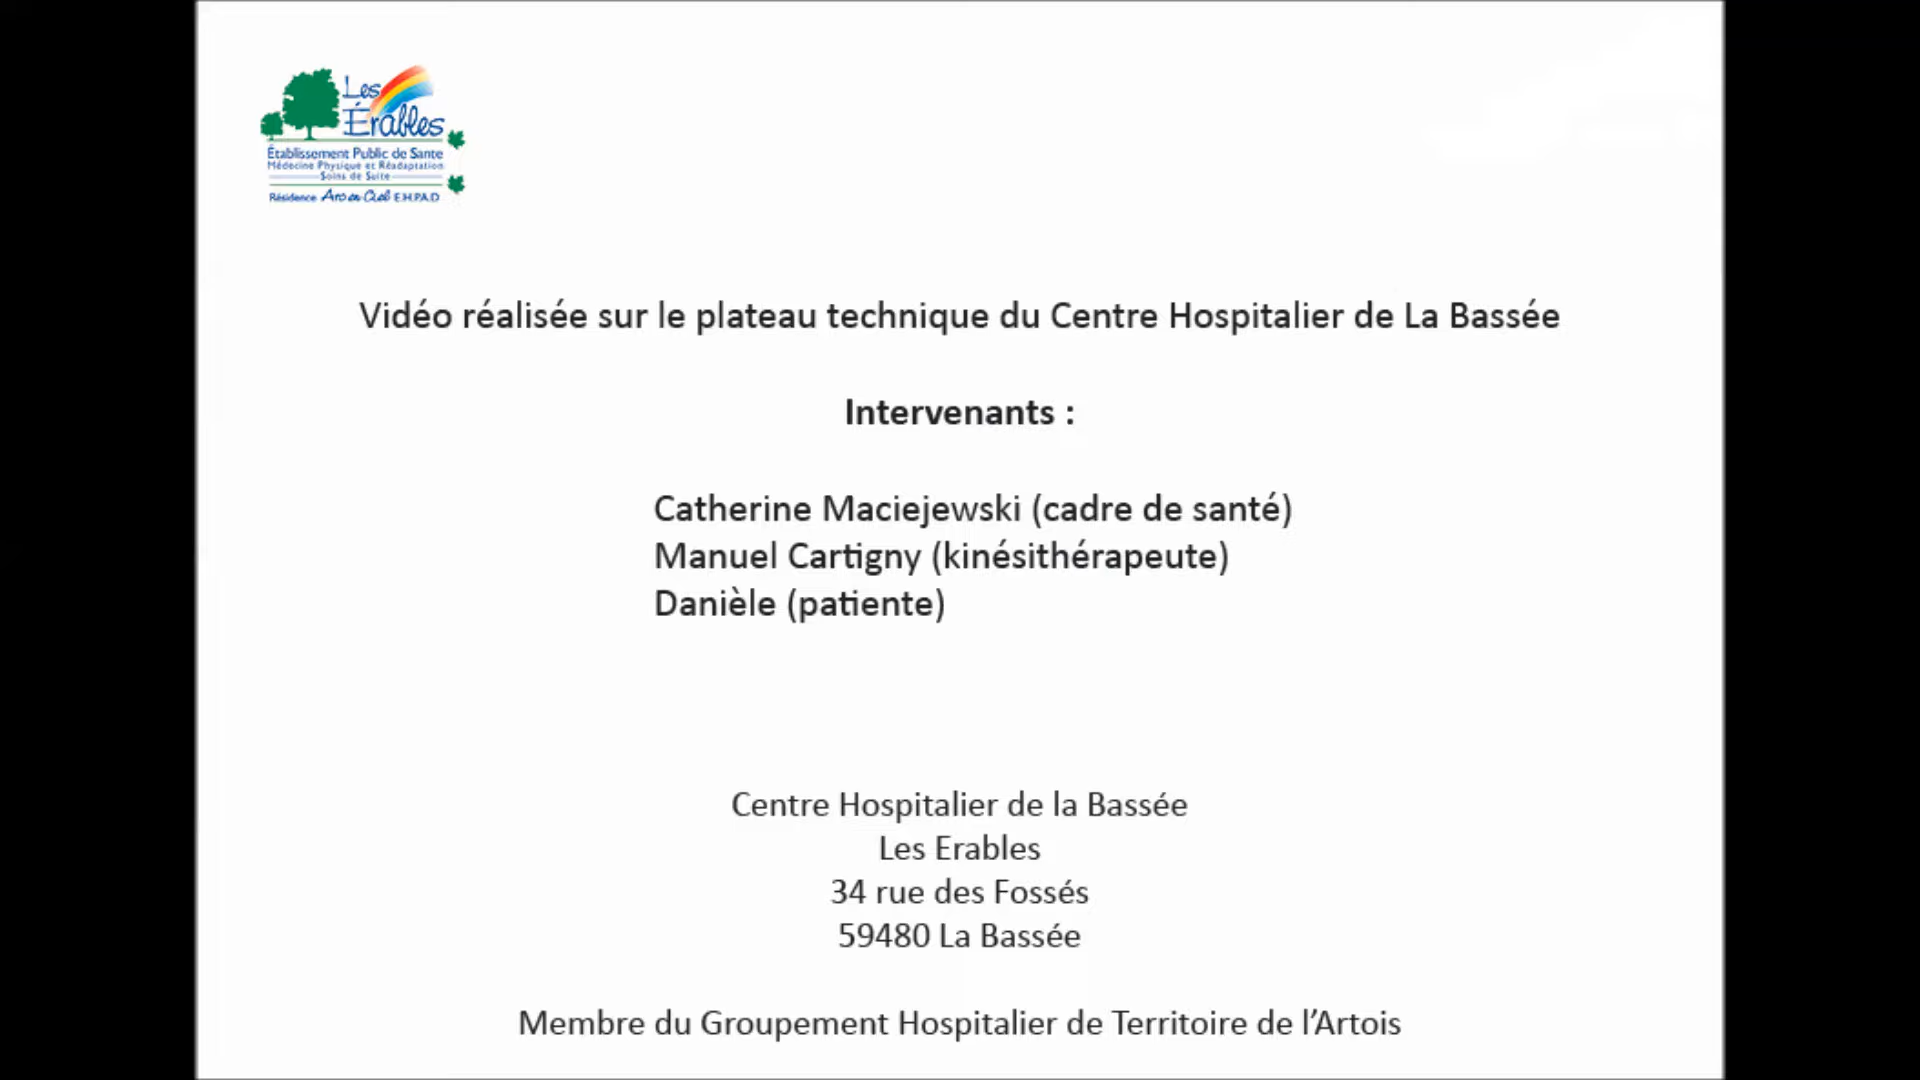 Les
Érables
Établissement Public de Sante
Médecine Physique et Réadaptation
Soins de Suite
Résidence Arc en Ciel E.H.P.A.D
Vidéo réalisée sur le plateau technique du Centre Hospitalier de La Bassée
Intervenants :
Catherine Maciejewski (cadre de santé)
Manuel Cartigny (kinésithérapeute)
Danièle (patiente)
Centre Hospitalier de la Bassée
Les Erables
34 rue des Fossés
59480 La Bassée
Membre du Groupement Hospitalier de Territoire de l’Artois